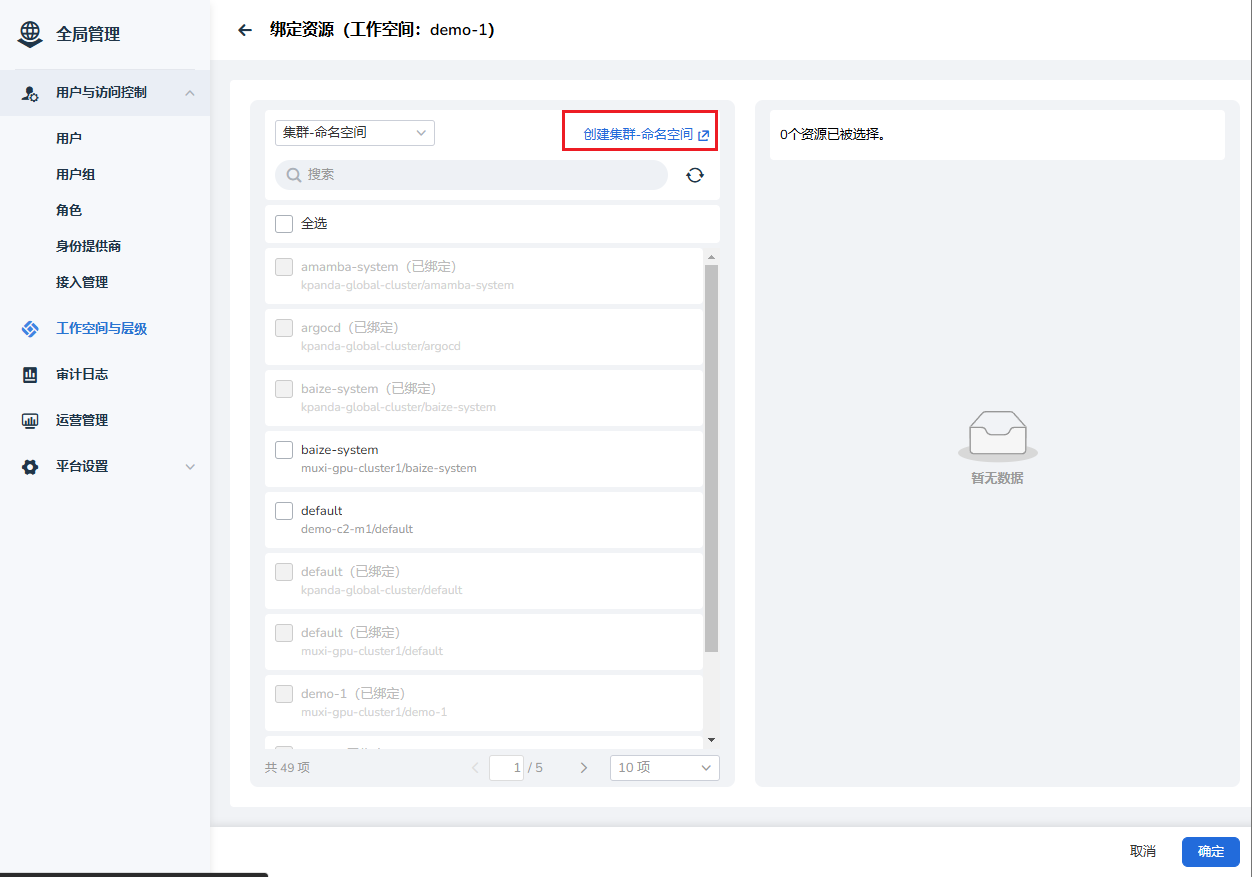 全局管理
用户与访问控制
用户
用户组
角色
身份提供商
接入管理
工作空间与层级
审计日志
运营管理
平台设置
绑定资源（工作空间：demo-1）
集群-命名空间
创建集群-命名空间
搜索
全选
amamba-system（已绑定）
kpanda-global-cluster/amamba-system
argocd（已绑定）
kpanda-global-cluster/argocd
baize-system（已绑定）
kpanda-global-cluster/baize-system
baize-system
muxi-gpu-cluster1/baize-system
default
demo-c2-m1/default
default（已绑定）
kpanda-global-cluster/default
default（已绑定）
muxi-gpu-cluster1/default
demo-1（已绑定）
muxi-gpu-cluster1/demo-1
共 49 项
1 / 5
10 项
0个资源已被选择。
暂无数据
取消
确定